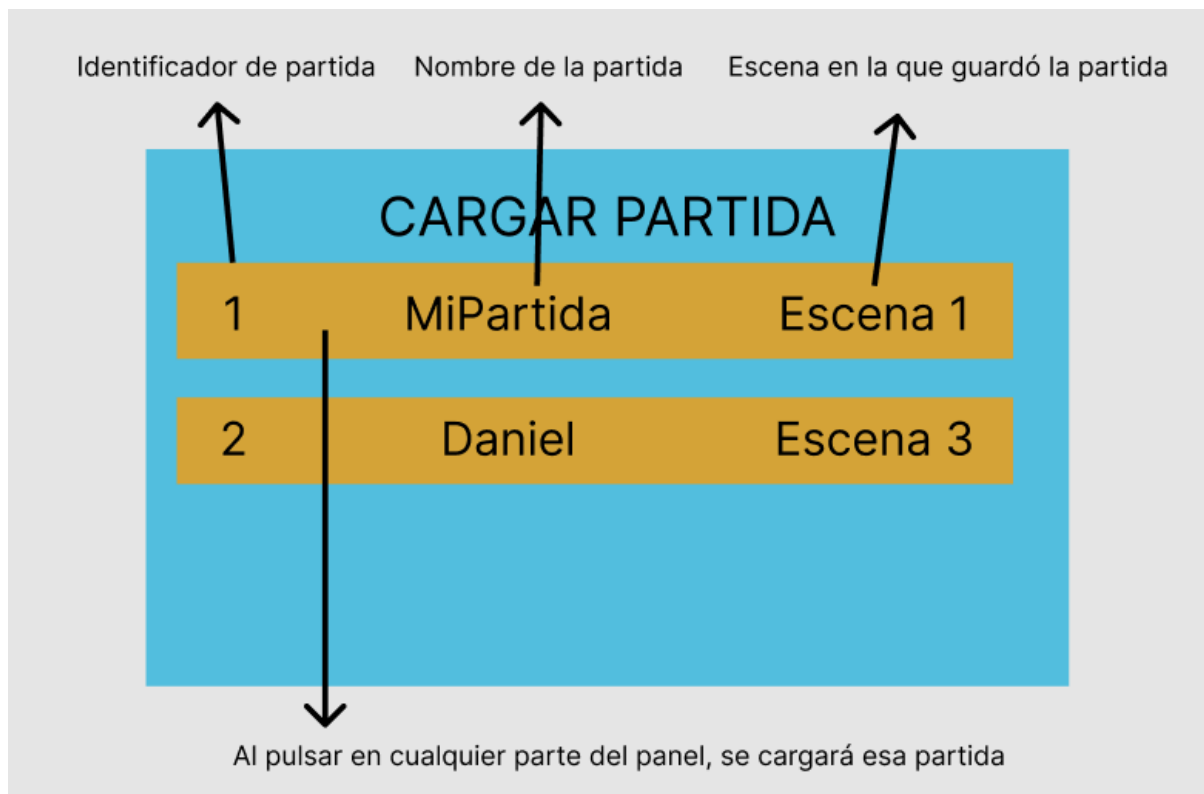 Identificador de partida
Nombre de la partida
Escena en la que guardó la partida
CARGAR PARTIDA
1
MiPartida
Escena 1
2
Daniel
Escena 3
Al pulsar en cualquier parte del panel, se cargará esa partida